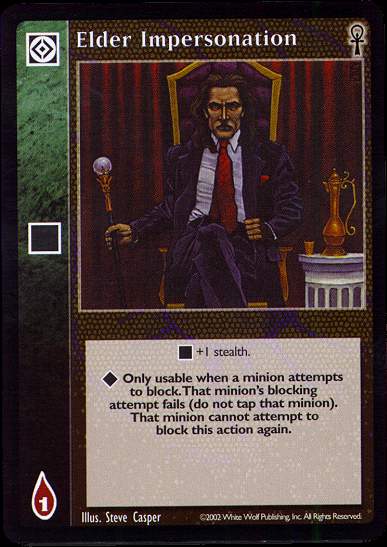 Elder Impersonation
+1 stealth.
Only usable when a minion attempts
to block.That minion's blocking
attempt fails (do not tap that minion).
That minion cannot attempt to
block this action again.
1
Illus. Steve Casper
©2002 White Wolf Publishing, Inc. All Rights Reserved.